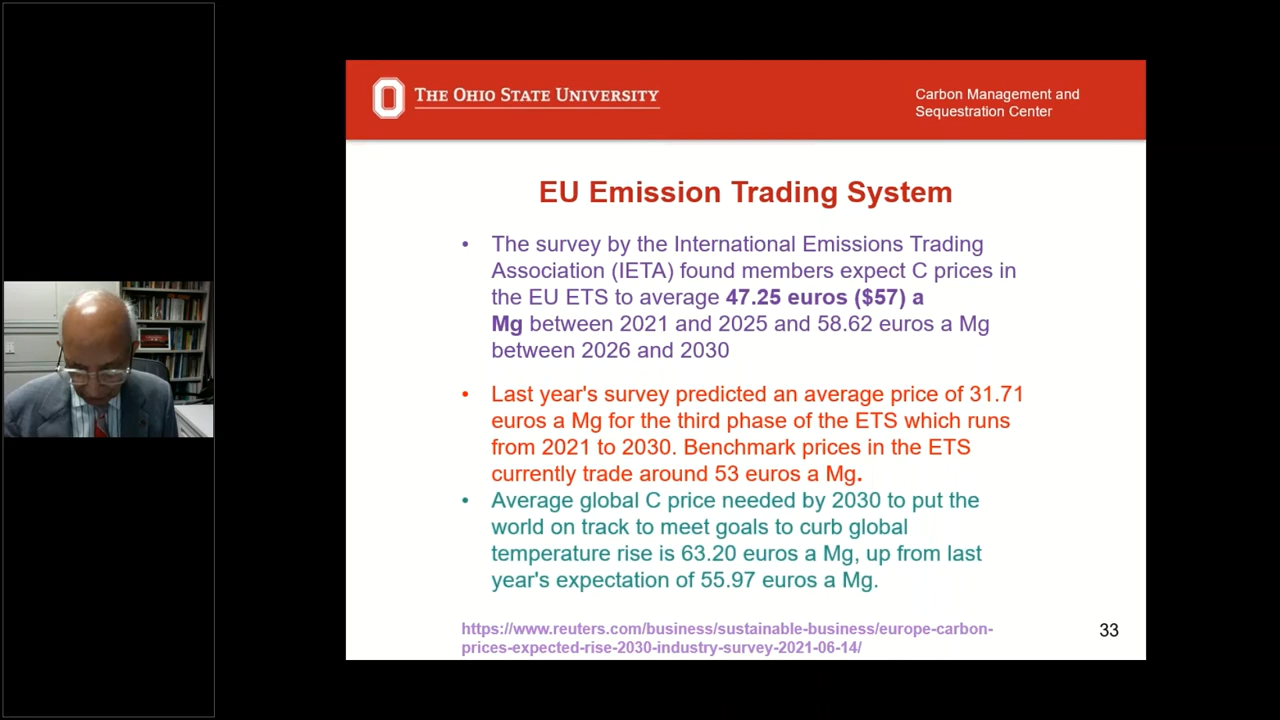 THE OHIO STATE UNIVERSITY
Carbon Management and
Sequestration Center
EU Emission Trading System
• The survey by the International Emissions Trading
Association (IETA) found members expect C prices in
the EU ETS to average 47.25 euros ($57) a
Mg between 2021 and 2025 and 58.62 euros a Mg
between 2026 and 2030
• Last year's survey predicted an average price of 31.71
euros a Mg for the third phase of the ETS which runs
from 2021 to 2030. Benchmark prices in the ETS
currently trade around 53 euros a Mg.
• Average global C price needed by 2030 to put the
world on track to meet goals to curb global
temperature rise is 63.20 euros a Mg, up from last
year's expectation of 55.97 euros a Mg.
https://www.reuters.com/business/sustainable-business/europe-carbon-
prices-expected-rise-2030-industry-survey-2021-06-14/
33